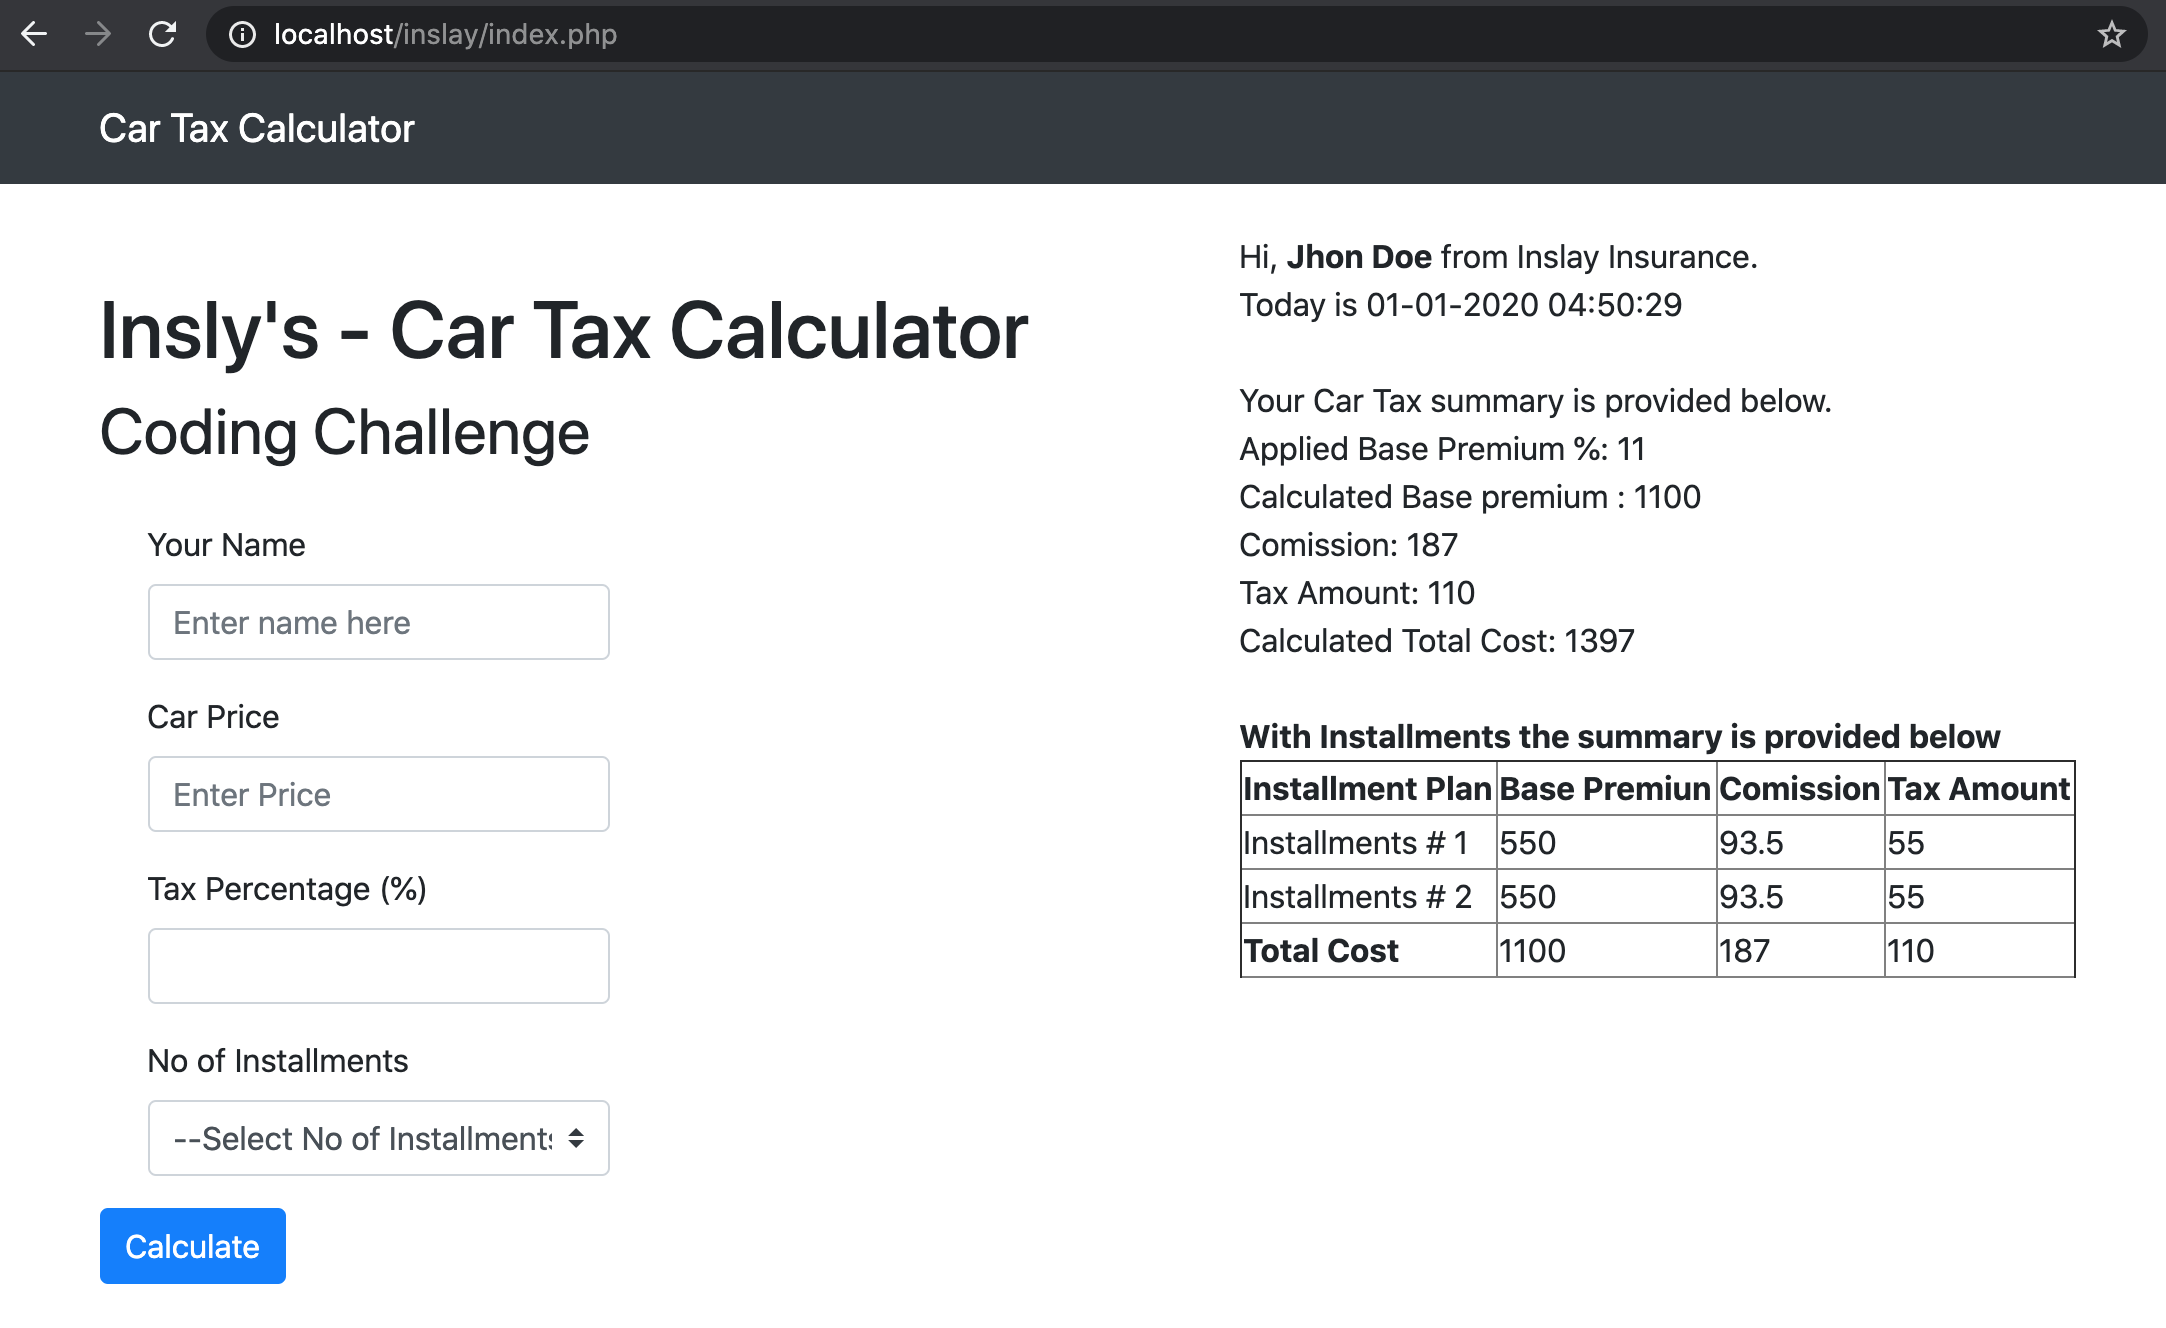 localhost/inslay/index.php
Car Tax Calculator
Insly's - Car Tax Calculator
Coding Challenge
Your Name
Enter name here
Car Price
Enter Price
Tax Percentage (%)
No of Installments
--Select No of Installments
Calculate
Hi, Jhon Doe from Inslay Insurance.
Today is 01-01-2020 04:50:29
Your Car Tax summary is provided below.
Applied Base Premium %: 11
Calculated Base premium : 1100
Comission: 187
Tax Amount: 110
Calculated Total Cost: 1397
With Installments the summary is provided below
Installment Plan Base Premiun Comission Tax Amount
Installments # 1 550 93.5 55
Installments # 2 550 93.5 55
Total Cost 1100 187 110